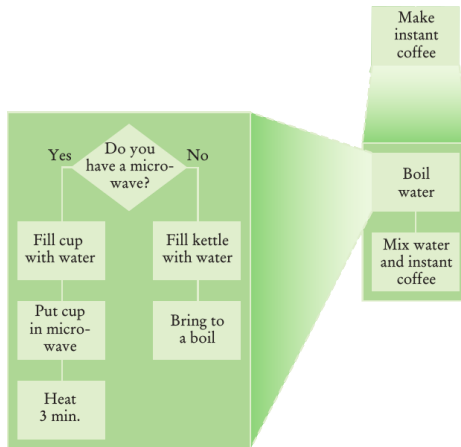 Make
instant
coffee
Boil
water
Mix water
and instant
coffee
Do you
have a micro-
wave?
Yes
No
Fill cup
with water
Put cup
in micro-
wave
Heat
3 min.
Fill kettle
with water
Bring to
a boil